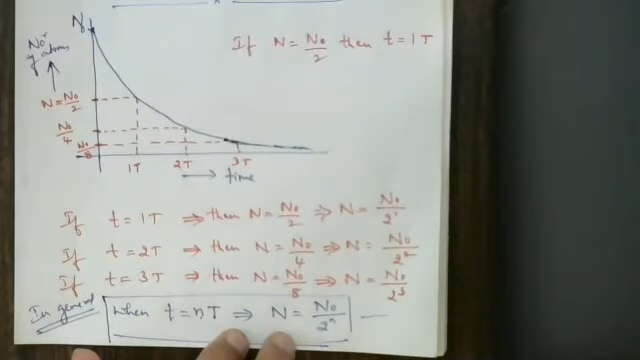 N₀
No. of atoms
If N = N₀/2 then t = 1T
N = N₀/2
N₀/4
N₀/8
1T 2T 3T
→ time
If t = 1T ⇒ then N = N₀/2 ⇒ N = N₀/2¹
If t = 2T ⇒ then N = N₀/4 ⇒ N = N₀/2²
If t = 3T ⇒ then N = N₀/8 ⇒ N = N₀/2³
In general when t = nT ⇒ N = N₀/2ⁿ —